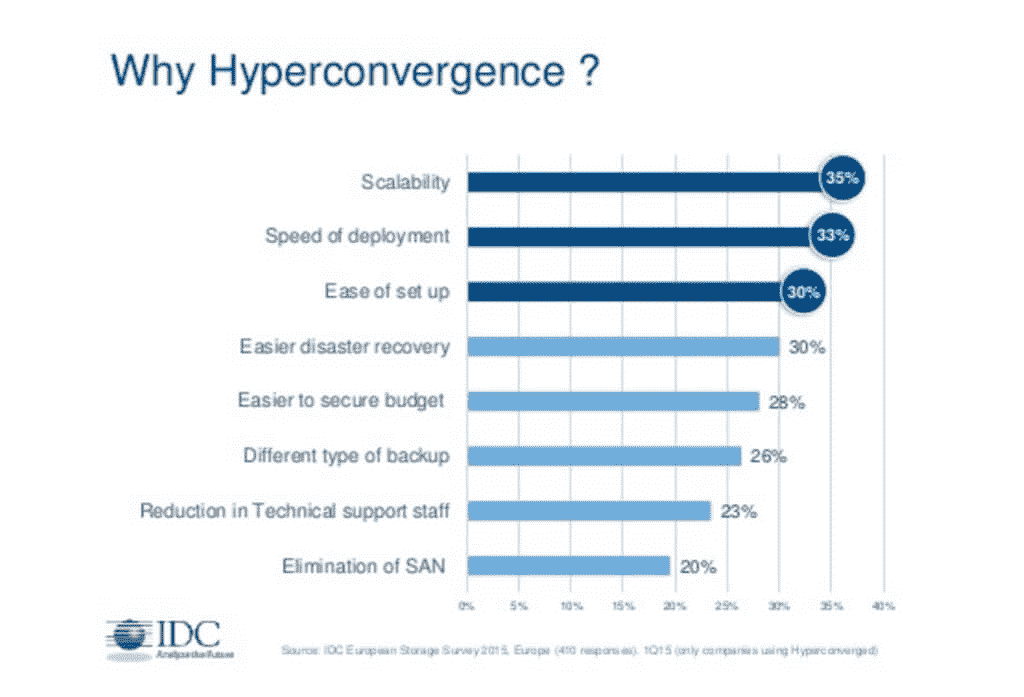 Why Hyperconvergence ?
Scalability 35%
Speed of deployment 33%
Ease of set up 30%
Easier disaster recovery 30%
Easier to secure budget 28%
Different type of backup 26%
Reduction in Technical support staff 23%
Elimination of SAN 20%
0% 5% 10% 15% 20% 25% 30% 35% 40%
IDC
Analyze the Future
Source: IDC European Storage Survey 2015, Europe (410 responses), 1Q15 (only companies using Hyperconverged)